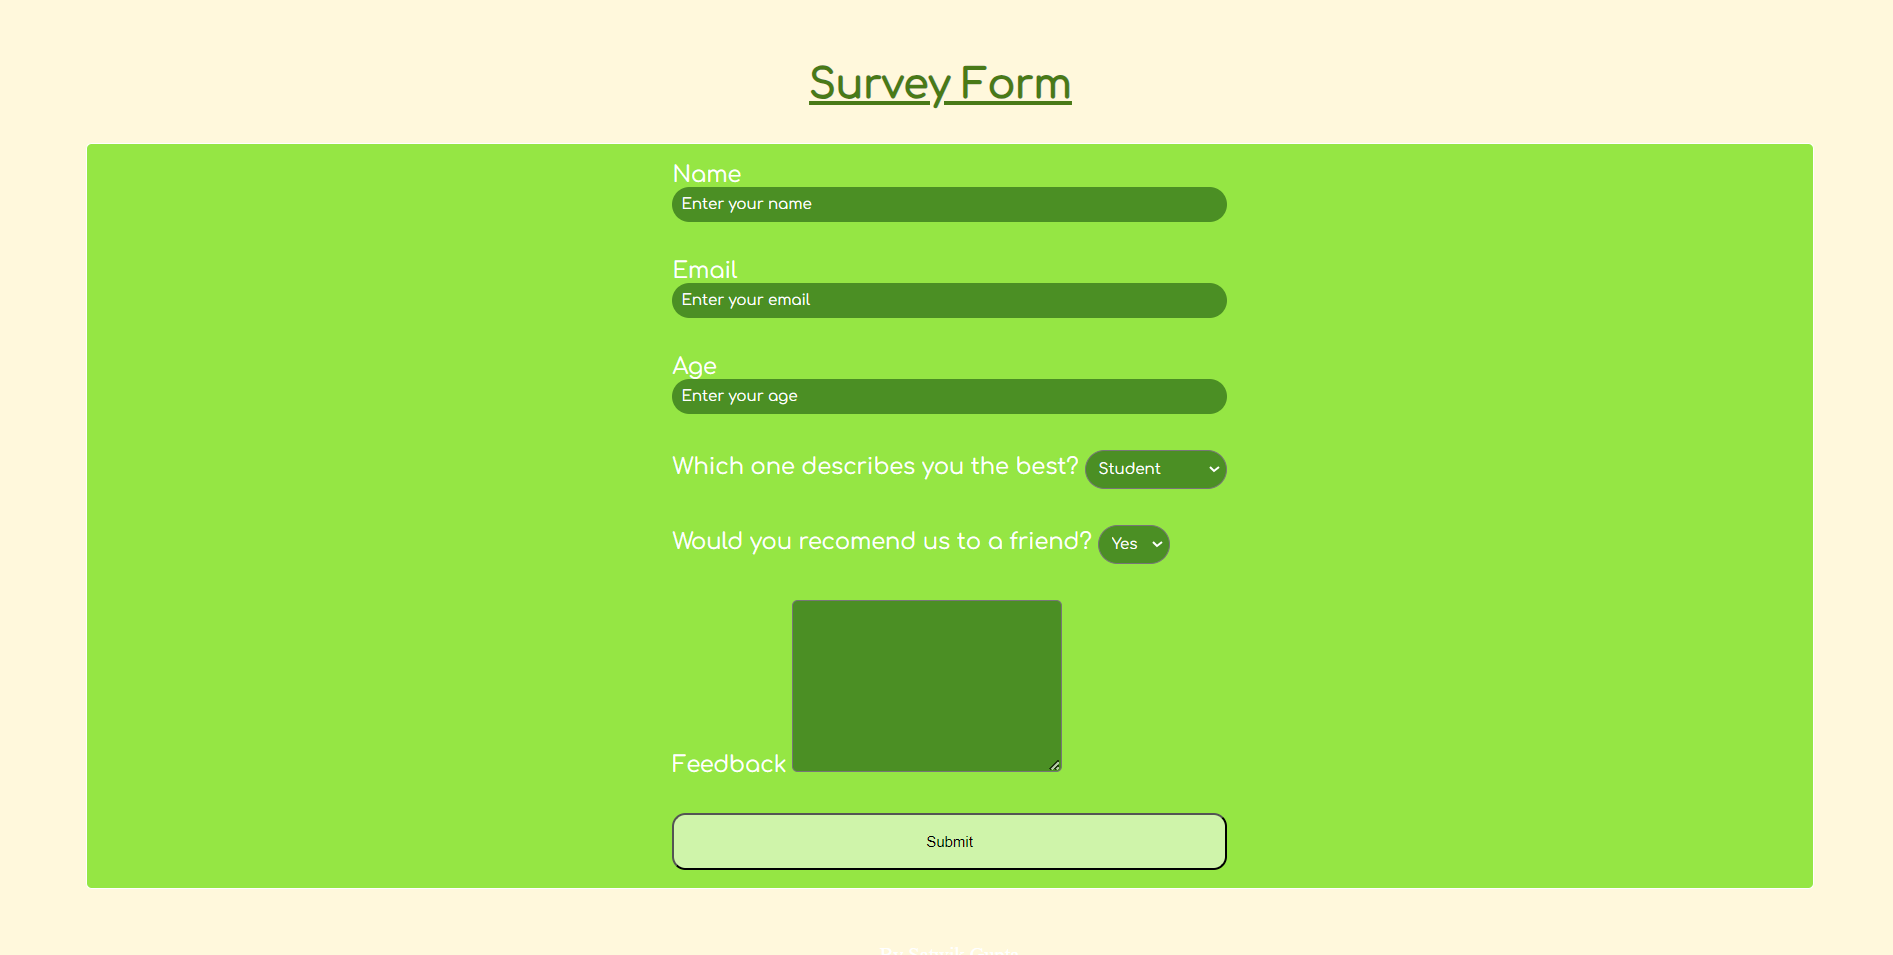 Survey Form
Name
Enter your name
Email
Enter your email
Age
Enter your age
Which one describes you the best? Student
Would you recomend us to a friend? Yes
Feedback
Submit